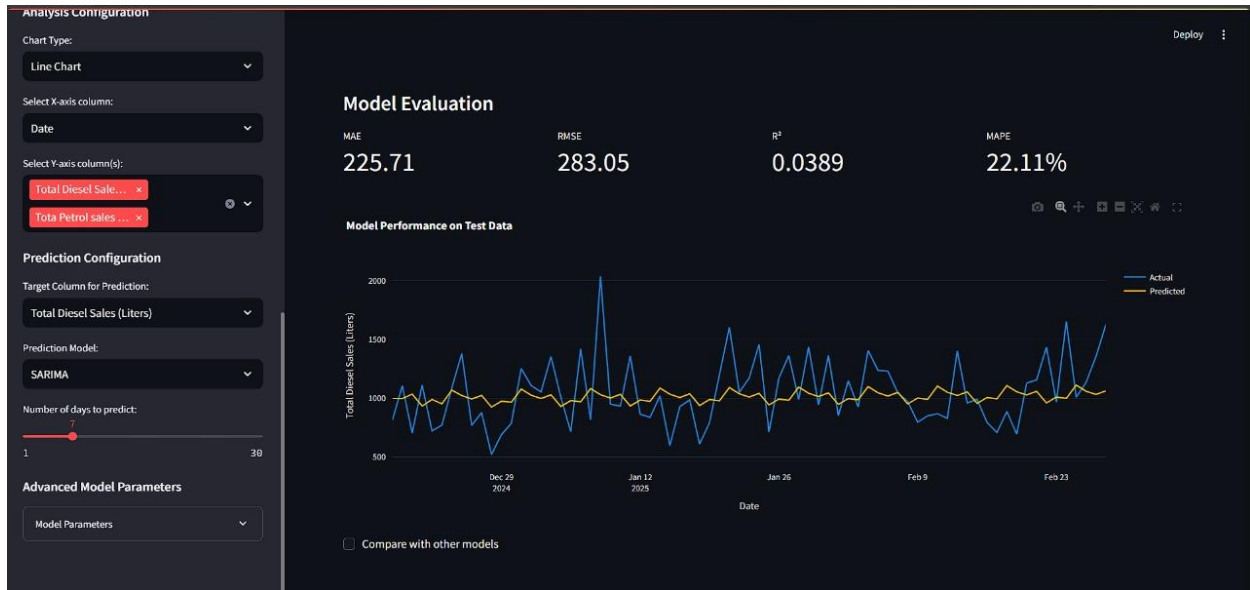 Analysis Configuration
Chart Type:
Line Chart
Select X-axis column:
Date
Select Y-axis column(s):
Total Diesel Sale... ×
Tota Petrol sales ... ×
Prediction Configuration
Target Column for Prediction:
Total Diesel Sales (Liters)
Prediction Model:
SARIMA
Number of days to predict:
7
1 30
Advanced Model Parameters
Model Parameters
Deploy
Model Evaluation
MAE RMSE R² MAPE
225.71 283.05 0.0389 22.11%
Model Performance on Test Data
Total Diesel Sales (Liters)
2000
1500
1000
500
Dec 29 Jan 12 Jan 26 Feb 9 Feb 23
2024 2025
Date
Actual
Predicted
Compare with other models